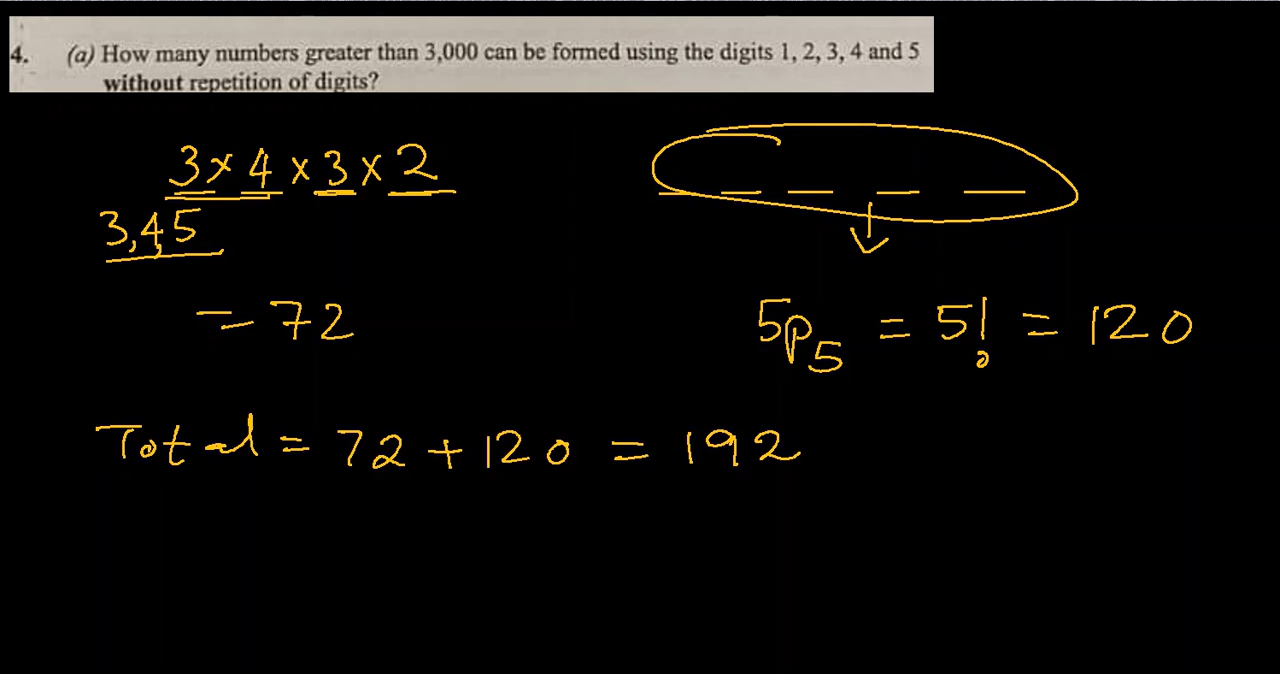 4. (a) How many numbers greater than 3,000 can be formed using the digits 1, 2, 3, 4 and 5
without repetition of digits?
3 x 4 x 3 x 2
3,4,5
= 72
5P5 = 5! = 120
Total = 72 + 120 = 192